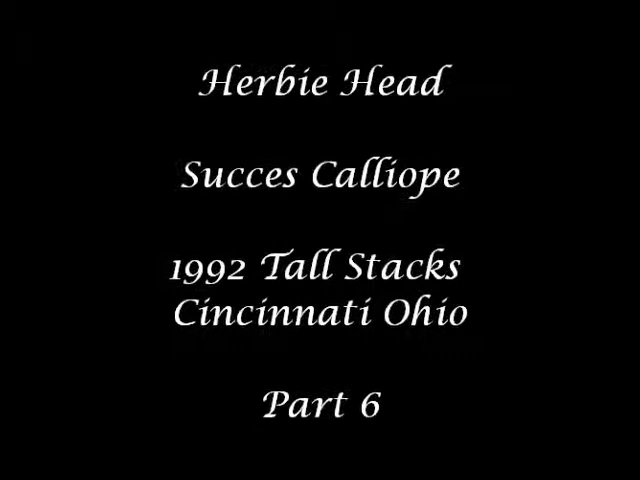 Herbie Head
Succes Calliope
1992 Tall Stacks
Cincinnati Ohio
Part 6